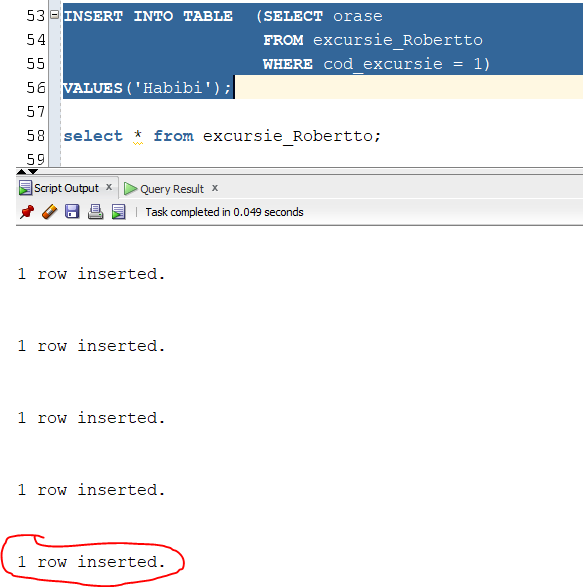 53 INSERT INTO TABLE (SELECT orase
54 FROM excursie_Robertto
55 WHERE cod_excursie = 1)
56 VALUES('Habibi');
57
58 select * from excursie_Robertto;
59
Script Output x Query Result x
Task completed in 0.049 seconds
1 row inserted.
1 row inserted.
1 row inserted.
1 row inserted.
1 row inserted.